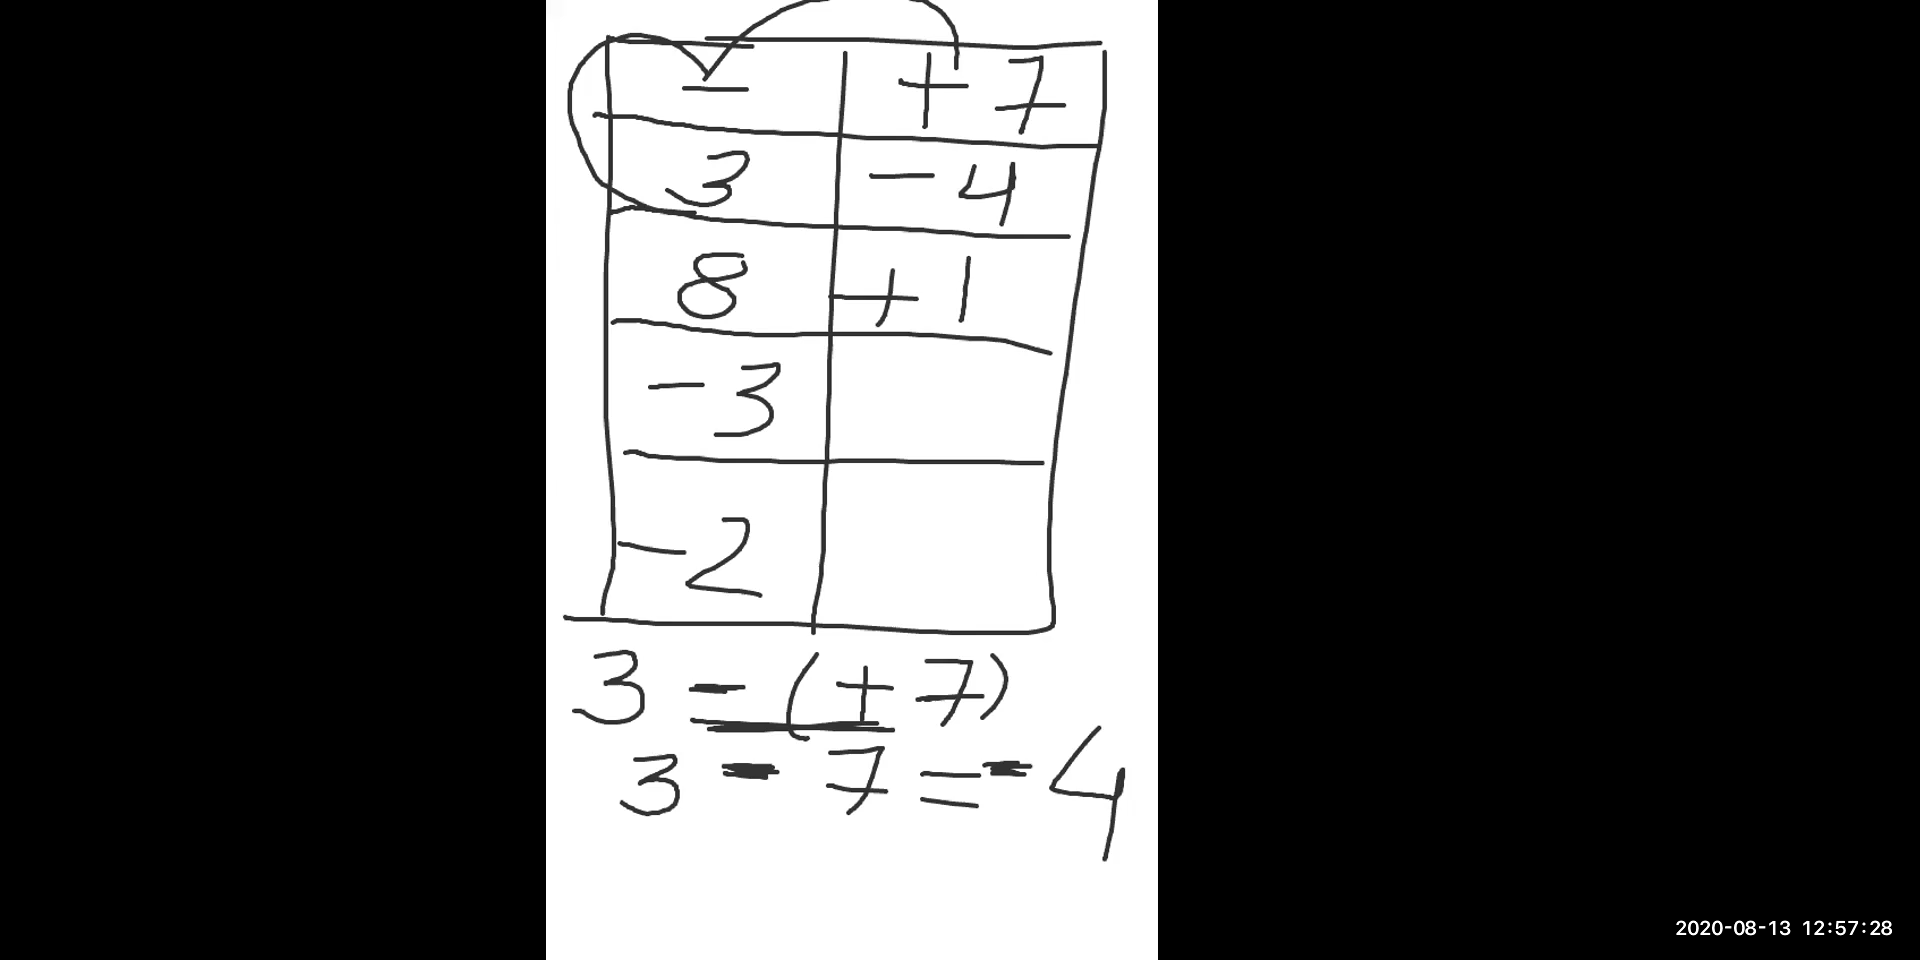 - + 7
3 - 4
8 + 1
- 3
- 2
3 - (+ 7)
3 - 7 = - 4
2020-08-13 12:57:28